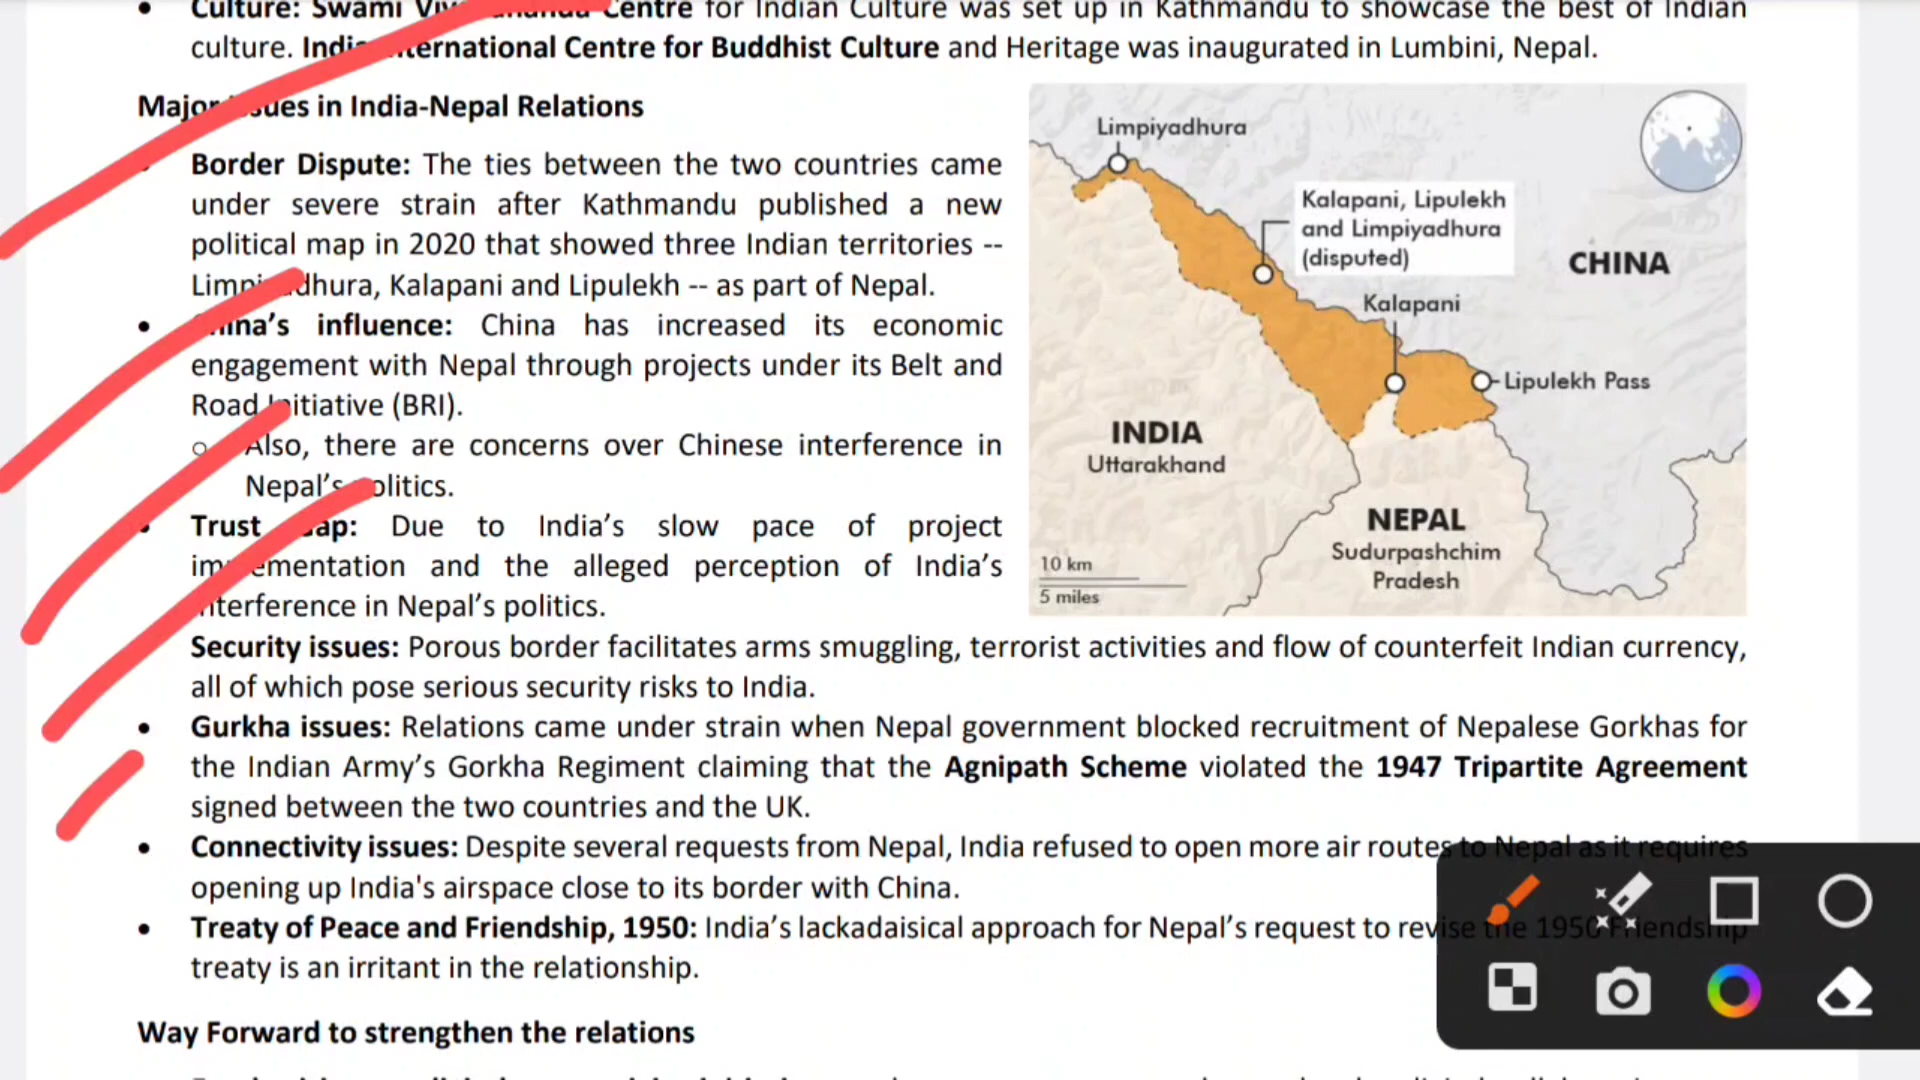 Culture: Swami Centre for Indian Culture was set up in Kathmandu to showcase the best of Indian
culture. International Centre for Buddhist Culture and Heritage was inaugurated in Lumbini, Nepal.
Major Issues in India-Nepal Relations
Border Dispute: The ties between the two countries came
under severe strain after Kathmandu published a new
political map in 2020 that showed three Indian territories --
Limpiyadhura, Kalapani and Lipulekh -- as part of Nepal.
• China's influence: China has increased its economic
engagement with Nepal through projects under its Belt and
Road Initiative (BRI).
o Also, there are concerns over Chinese interference in
Nepal's politics.
• Trust Gap: Due to India's slow pace of project
implementation and the alleged perception of India's
interference in Nepal's politics.
Security issues: Porous border facilitates arms smuggling, terrorist activities and flow of counterfeit Indian currency,
all of which pose serious security risks to India.
• Gurkha issues: Relations came under strain when Nepal government blocked recruitment of Nepalese Gorkhas for
the Indian Army's Gorkha Regiment claiming that the Agnipath Scheme violated the 1947 Tripartite Agreement
signed between the two countries and the UK.
• Connectivity issues: Despite several requests from Nepal, India refused to open more air routes to Nepal as it requires
opening up India's airspace close to its border with China.
• Treaty of Peace and Friendship, 1950: India's lackadaisical approach for Nepal's request to revise the 1950 Friendship
treaty is an irritant in the relationship.
Way Forward to strengthen the relations
Limpiyadhura
Kalapani, Lipulekh
and Limpiyadhura
(disputed)
CHINA
Kalapani
Lipulekh Pass
INDIA
Uttarakhand
NEPAL
Sudurpashchim
Pradesh
10 km
5 miles